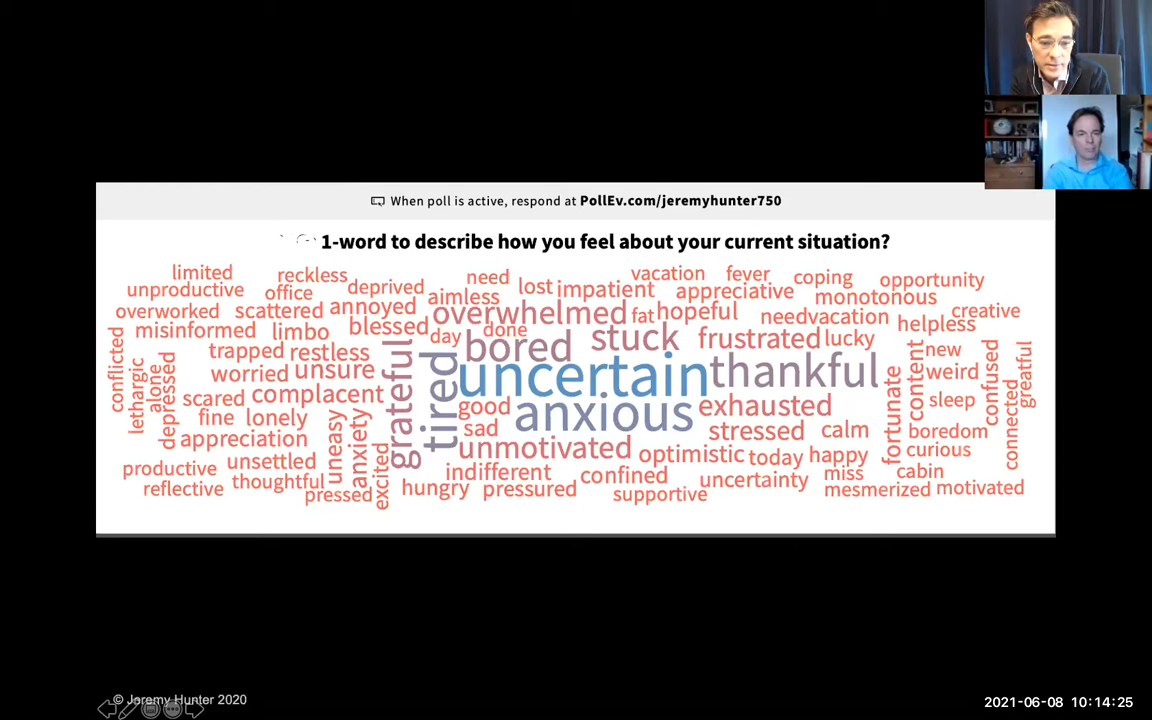 When poll is active, respond at PollEv.com/jeremyhunter750
1-word to describe how you feel about your current situation?
limited
reckless
need
vacation
fever
coping
opportunity
unproductive
office
deprived
aimless
lost
impatient
appreciative
monotonous
overworked
scattered
annoyed
overwhelmed
fat
hopeful
needvacation
creative
misinformed
limbo
blessed
day
done
stuck
frustrated
lucky
helpless
conflicted
trapped
restless
bored
new
lethargic
alone
depressed
worried
unsure
grateful
tired
uncertain
thankful
fortunate
content
weird
confused
greatful
scared
complacent
good
anxious
exhausted
sleep
connected
fine
lonely
uneasy
anxiety
sad
stressed
calm
boredom
appreciation
unmotivated
optimistic
today
happy
curious
productive
unsettled
excited
indifferent
confined
uncertainty
miss
cabin
reflective
thoughtful
pressed
hungry
pressured
supportive
mesmerized
motivated
© Jeremy Hunter 2020
2021-06-08 10:14:25